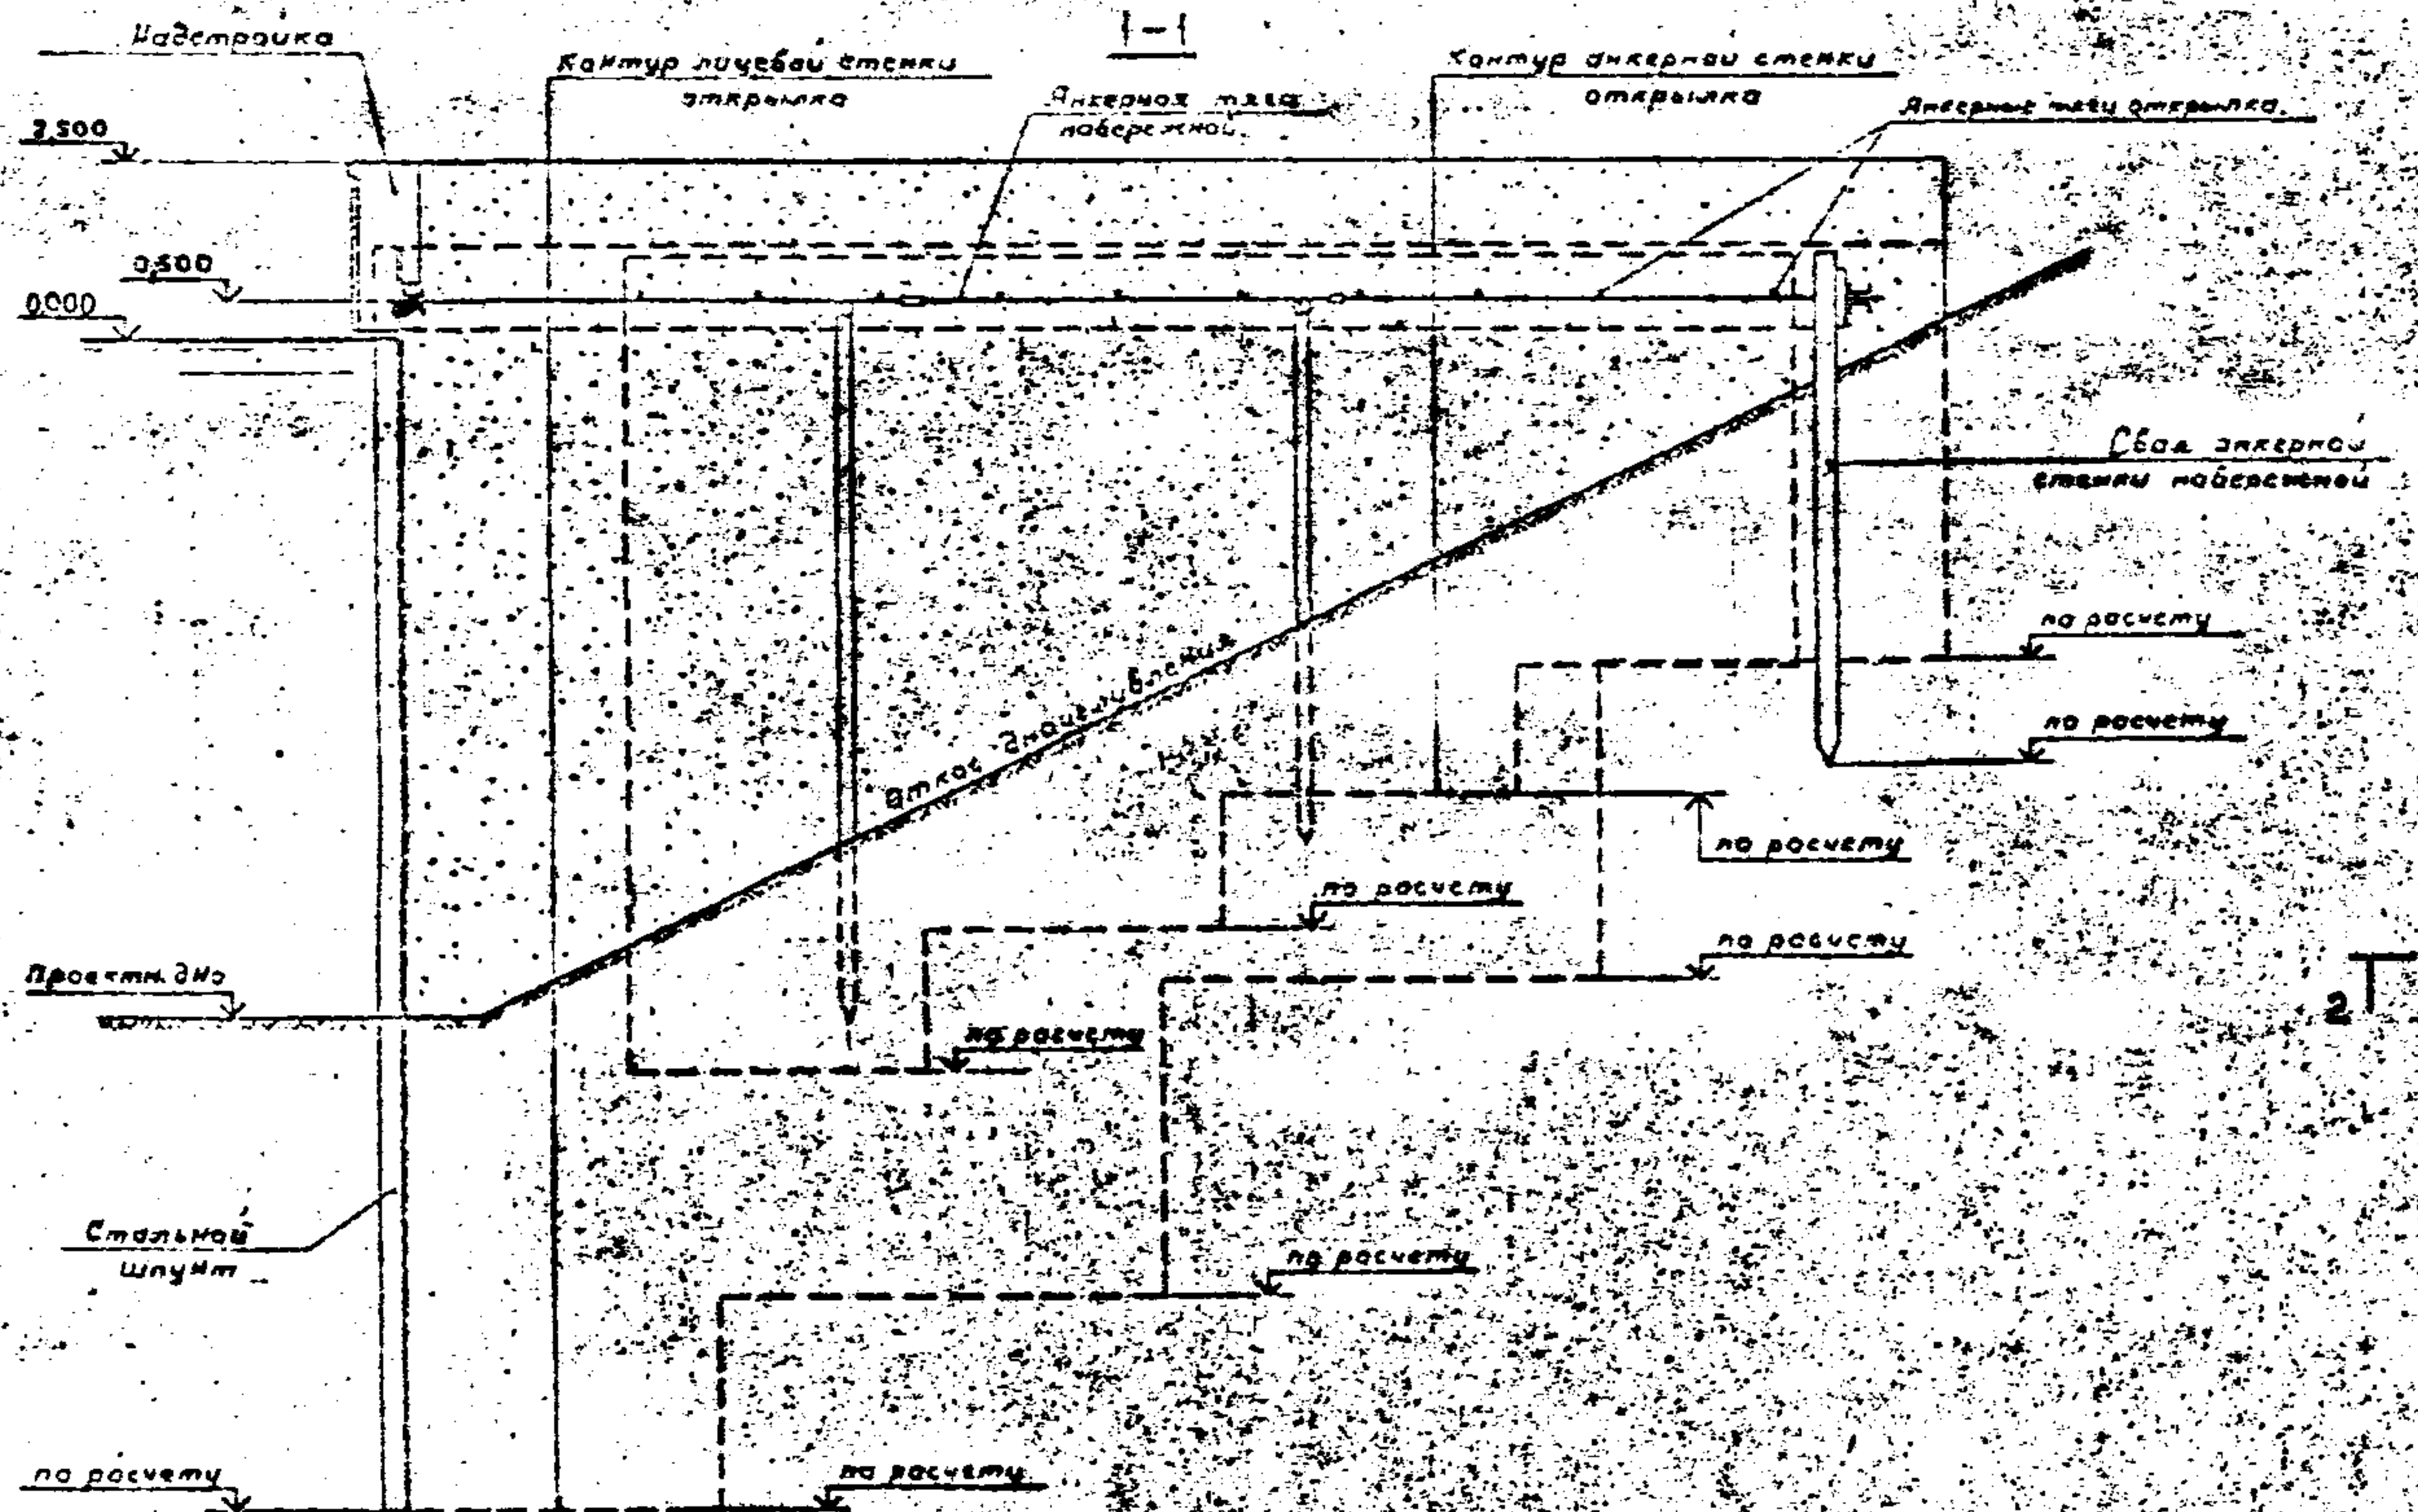 1-1
Надстройка
Контур лицевой стенки
открылка
Анкерная тяга
набережной
Контур анкерной стенки
открылка
Анкерные тяги открылка
2,500
0,500
0,000
Свая анкерной
стенки набережной
по расчету
по расчету
по расчету
по расчету
по расчету
по расчету
Откос дноуглубления
Проектн. дно
2
Стальной
шпунт
по расчету
по расчету
по расчету